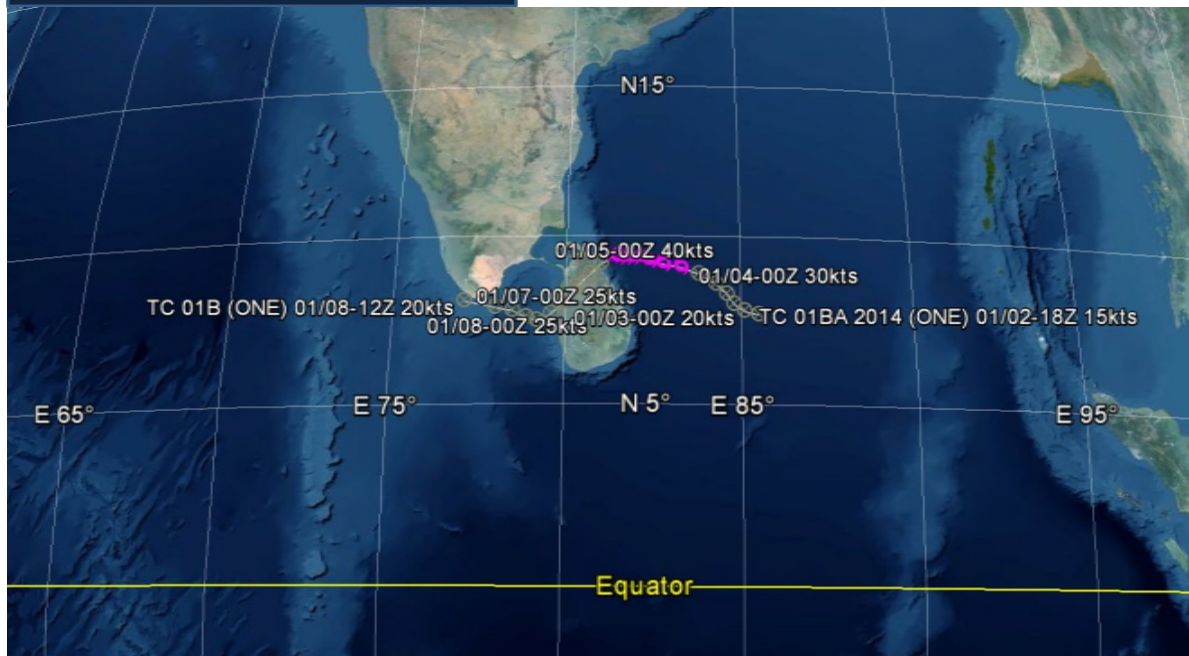 N15°
01/05-00Z 40kts
01/04-00Z 30kts
01/07-00Z 25kts
TC 01B (ONE) 01/08-12Z 20kts
01/03-00Z 20kts
TC 01BA 2014 (ONE) 01/02-18Z 15kts
01/08-00Z 25kts
E 65°
E 75°
N 5°
E 85°
E 95°
Equator